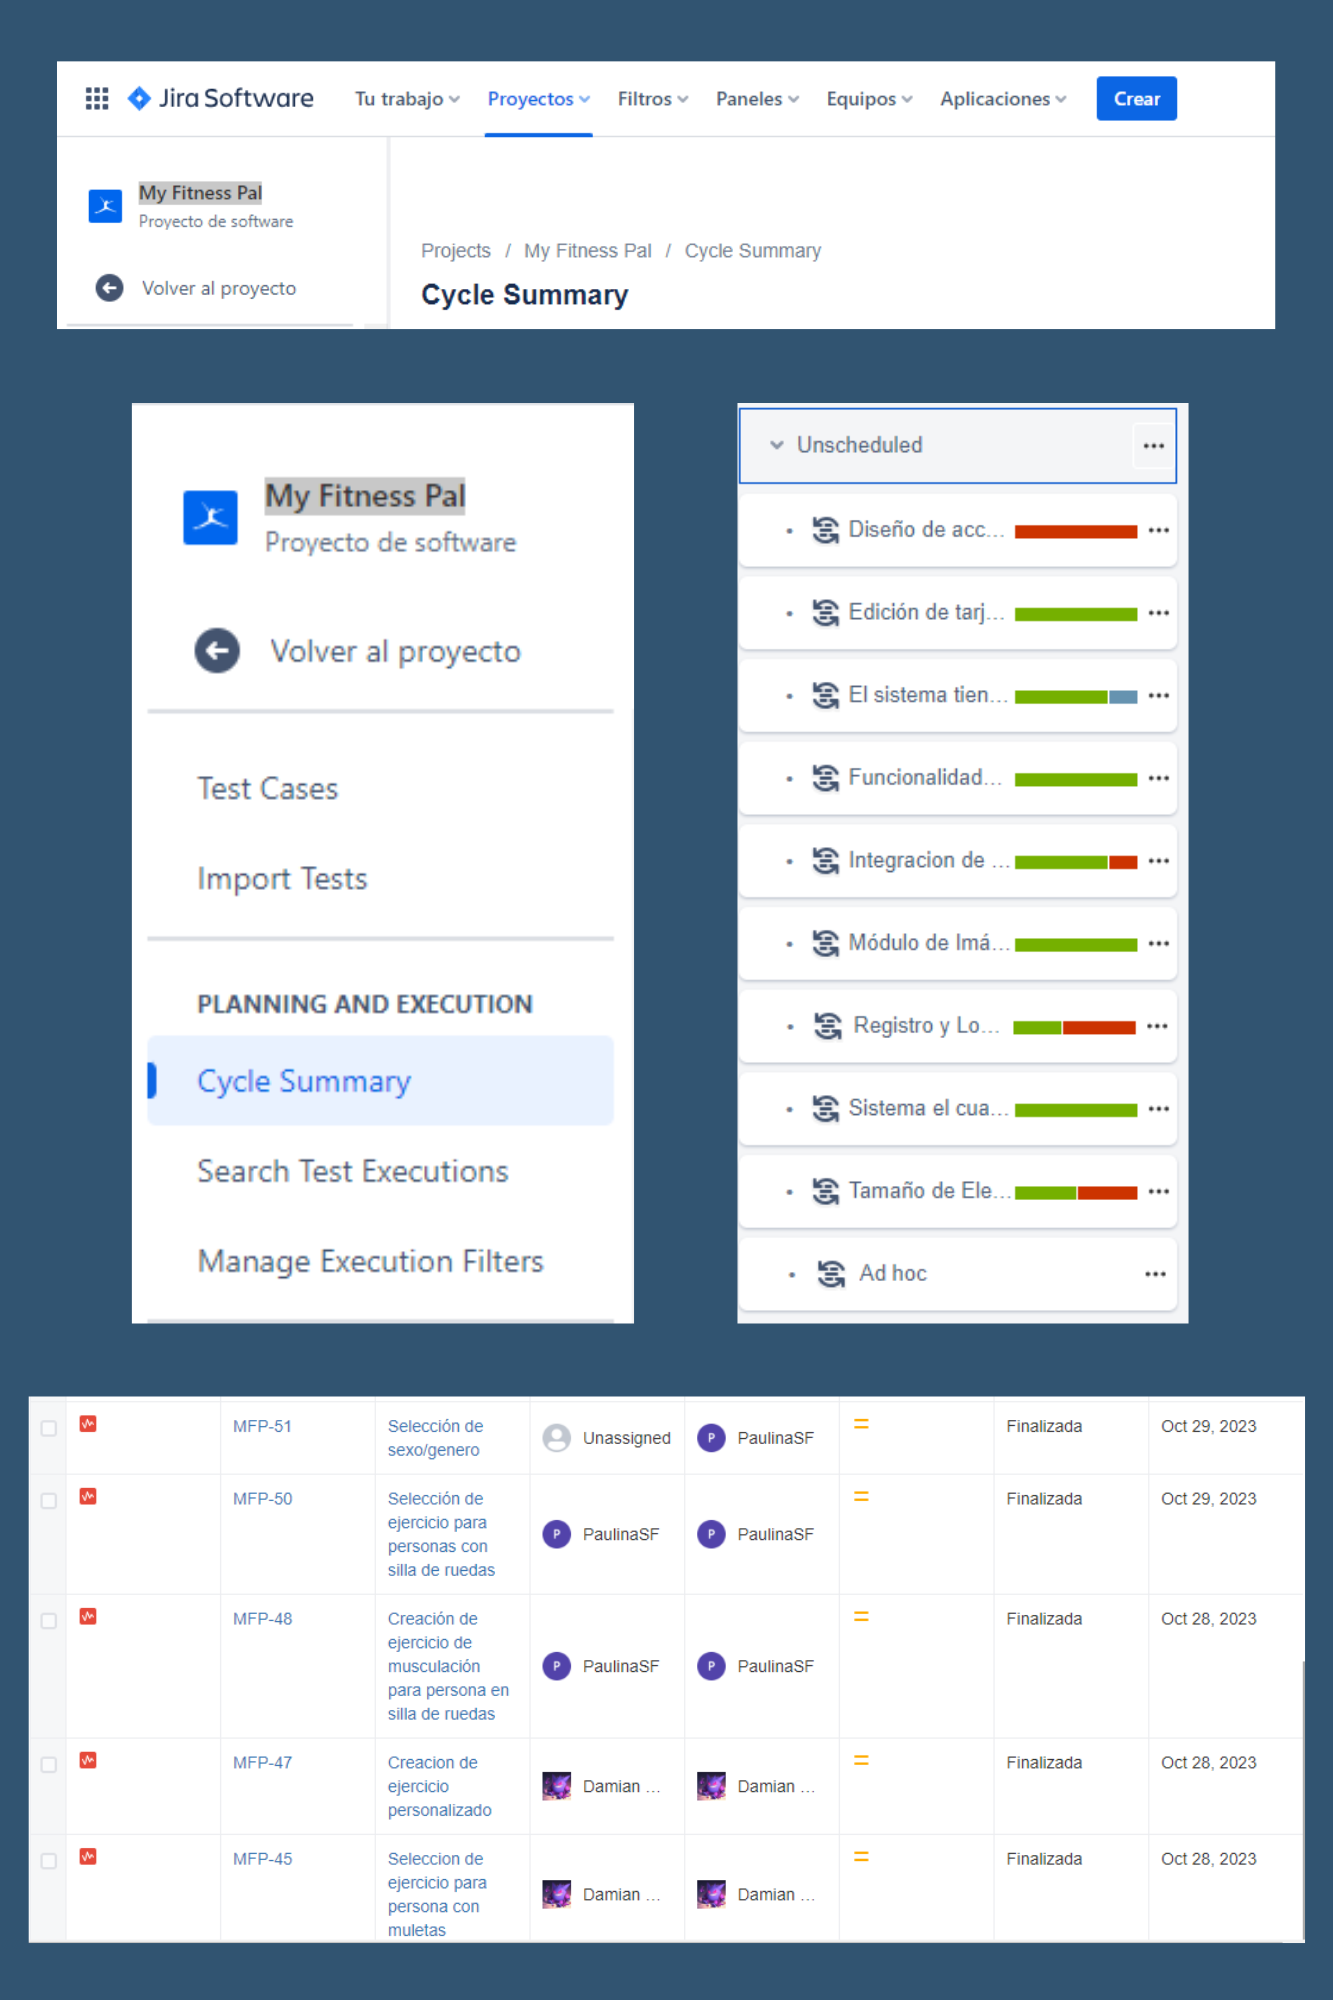 Jira Software Tu trabajo Proyectos Filtros Paneles Equipos Aplicaciones Crear
My Fitness Pal
Proyecto de software
Volver al proyecto
Projects / My Fitness Pal / Cycle Summary
Cycle Summary
My Fitness Pal
Proyecto de software
Volver al proyecto
Test Cases
Import Tests
PLANNING AND EXECUTION
Cycle Summary
Search Test Executions
Manage Execution Filters
Unscheduled
Diseño de acc...
Edición de tarj...
El sistema tien...
Funcionalidad...
Integracion de ...
Módulo de Imá...
Registro y Lo...
Sistema el cua...
Tamaño de Ele...
Ad hoc
MFP-51 Selección de Unassigned P PaulinaSF Finalizada Oct 29, 2023
sexo/genero
MFP-50 Selección de Finalizada Oct 29, 2023
ejercicio para P PaulinaSF P PaulinaSF
personas con
silla de ruedas
MFP-48 Creación de Finalizada Oct 28, 2023
ejercicio de
musculación P PaulinaSF P PaulinaSF
para persona en
silla de ruedas
MFP-47 Creacion de Finalizada Oct 28, 2023
ejercicio Damian ... Damian ...
personalizado
MFP-45 Seleccion de Finalizada Oct 28, 2023
ejercicio para Damian ... Damian ...
persona con
muletas